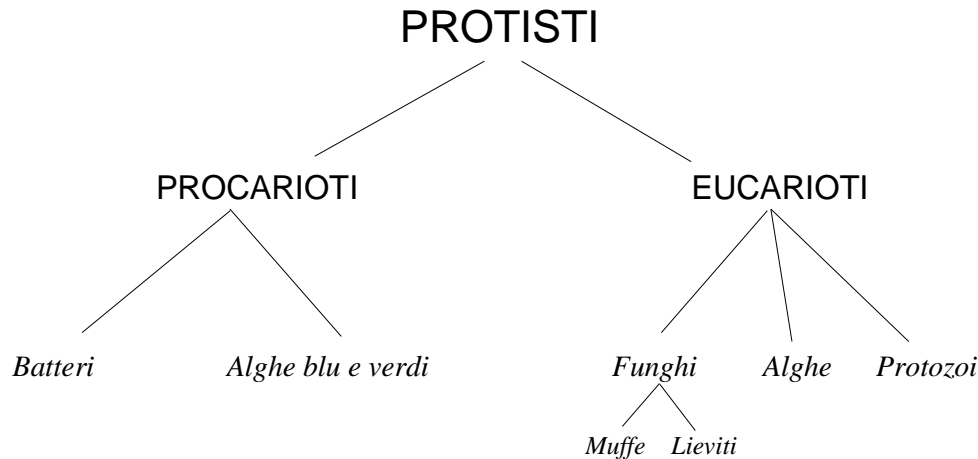 PROTISTI
PROCARIOTI EUCARIOTI
Batteri Alghe blu e verdi Funghi Alghe Protozoi
Muffe Lieviti